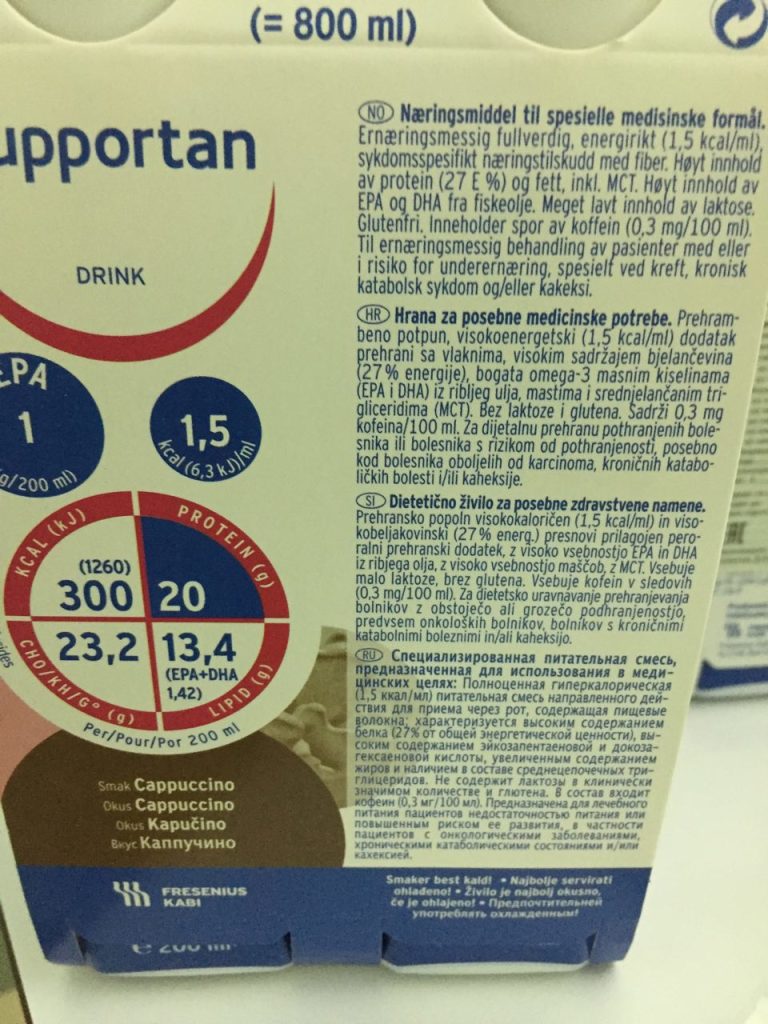 (= 800 ml)
upportan
DRINK
EPA
1
g/200 ml)
1,5
kcal (6,3 kJ)/ml
KCAL (kJ)
PROTEIN (g)
(1260)
300
20
23,2
13,4
(EPA+DHA
1,42)
CHO/KH/G° (g)
LIPID (g)
Per/Pour/Por 200 ml
Smak Cappuccino
Okus Cappuccino
Okus Kapučino
Вкус Каппучино
FRESENIUS
KABI
NO Næringsmiddel til spesielle medisinske formål.
Ernæringsmessig fullverdig, energirikt (1,5 kcal/ml),
sykdomsspesifikt næringstilskudd med fiber. Høyt innhold
av protein (27 E %) og fett, inkl. MCT. Høyt innhold av
EPA og DHA fra fiskeolje. Meget lavt innhold av laktose.
Glutenfri. Inneholder spor av koffein (0,3 mg/100 ml).
Til ernæringsmessig behandling av pasienter med eller
i risiko for underernæring, spesielt ved kreft, kronisk
katabolsk sykdom og/eller kakeksi.
HR Hrana za posebne medicinske potrebe. Prehram-
beno potpun, visokoenergetski (1,5 kcal/ml) dodatak
prehrani sa vlaknima, visokim sadržajem bjelančevina
(27% energije), bogata omega-3 masnim kiselinama
(EPA i DHA) iz ribljeg ulja, mastima i srednjelančanim tri-
gliceridima (MCT). Bez laktoze i glutena. Sadrži 0,3 mg
kofeina/100 ml. Za dijetalnu prehranu pothranjenih bole-
snika ili bolesnika s rizikom od pothranjenosti, posebno
kod bolesnika oboljelih od karcinoma, kroničnih katabo-
ličkih bolesti i/ili kaheksije.
SI Dietetično živilo za posebne zdravstvene namene.
Prehransko popoln visokokaloričen (1,5 kcal/ml) in viso-
kobeljakovinski (27% energ.) presnovi prilagojen pero-
ralni prehranski dodatek, z visoko vsebnostjo EPA in DHA
iz ribjega olja, z visoko vsebnostjo maščob, z MCT. Vsebuje
malo laktoze, brez glutena. Vsebuje kofein v sledovih
(0,3 mg/100 ml). Za dietetsko uravnavanje prehranjevanja
bolnikov z obstoječo ali grozečo podhranjenostjo,
predvsem onkoloških bolnikov, bolnikov s kroničnimi
katabolnimi boleznimi in/ali kaheksijo.
RU Специализированная питательная смесь,
предназначенная для использования в меди-
цинских целях: Полноценная гиперкалорическая
(1,5 ккал/мл) питательная смесь направленного дей-
ствия для приема через рот, содержащая пищевые
волокна; характеризуется высоким содержанием
белка (27% от общей энергетической ценности), вы-
соким содержанием эйкозапентаеновой и докоза-
гексаеновой кислоты, увеличенным содержанием
жиров и наличием в составе среднецепочечных три-
глицеридов. Не содержит лактозы в клинически
значимом количестве и глютена. В состав входит
кофеин (0,3 мг/100 мл). Предназначена для лечебного
питания пациентов недостаточностью питания или
повышенным риском ее развития, в частности
пациентов с онкологическими заболеваниями,
хроническими катаболическими состояниями и/или
кахексией.
Smaker best kald! • Najbolje servirati
ohlađeno! • Živilo je najbolj okusno,
če je ohlajeno! • Предпочтительней
употреблять охлажденным!
e 200 ml